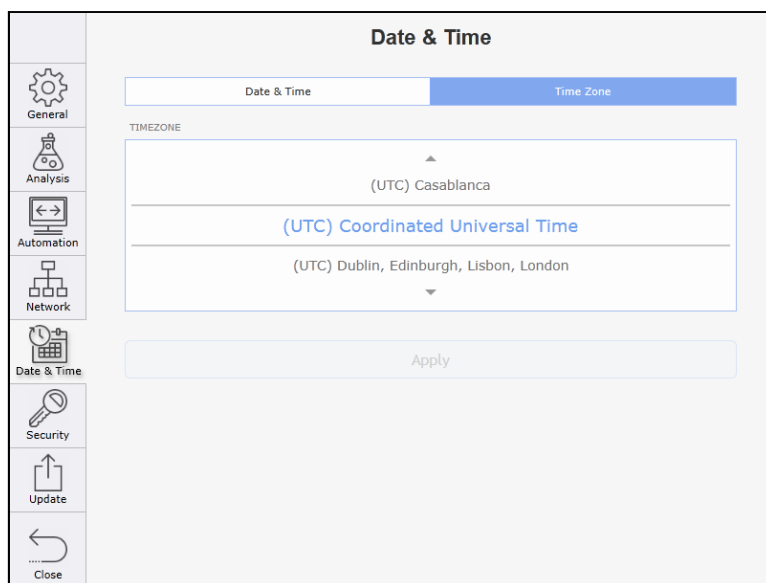 Date & Time
General
Analysis
Automation
Network
Date & Time
Security
Update
Close
Date & Time
Time Zone
TIMEZONE
(UTC) Casablanca
(UTC) Coordinated Universal Time
(UTC) Dublin, Edinburgh, Lisbon, London
Apply